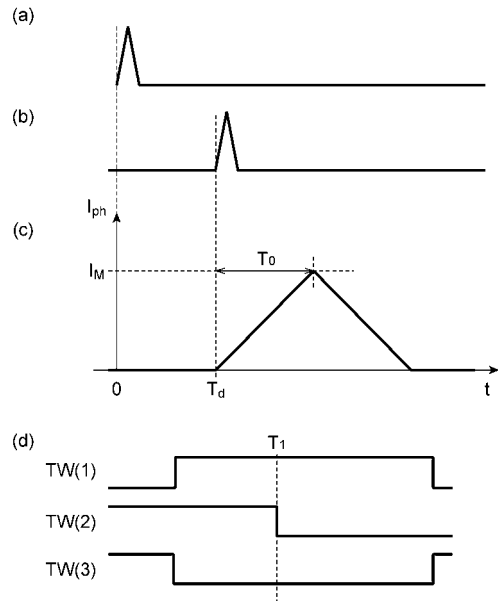 (a)
(b)
Iph
(c)
IM
T0
0
Td
t
(d)
T1
TW(1)
TW(2)
TW(3)